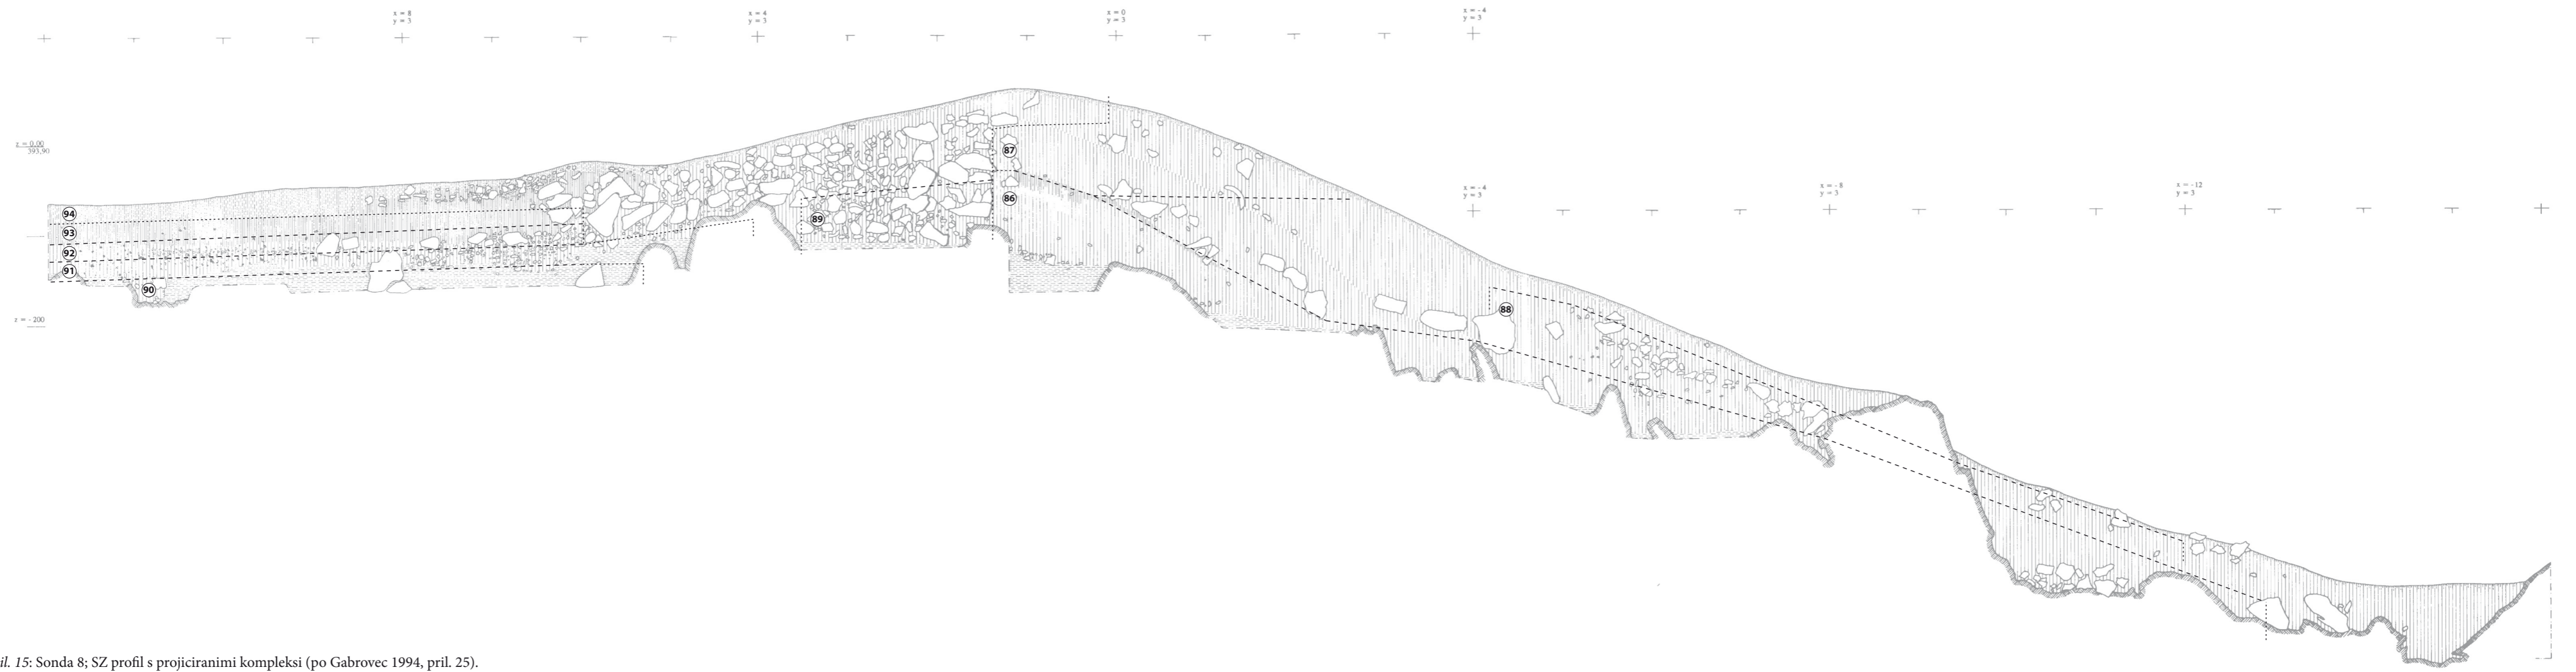 x = 8
y = 3
x = 4
y = 3
x = 0
y = 3
x = - 4
y = 3
z = 0,00
393,90
87
x = - 4
y = 3
x = - 8
y = 3
x = - 12
y = 3
86
94
89
93
92
91
90
88
z = - 200
il. 15: Sonda 8; SZ profil s projiciranimi kompleksi (po Gabrovec 1994, pril. 25).